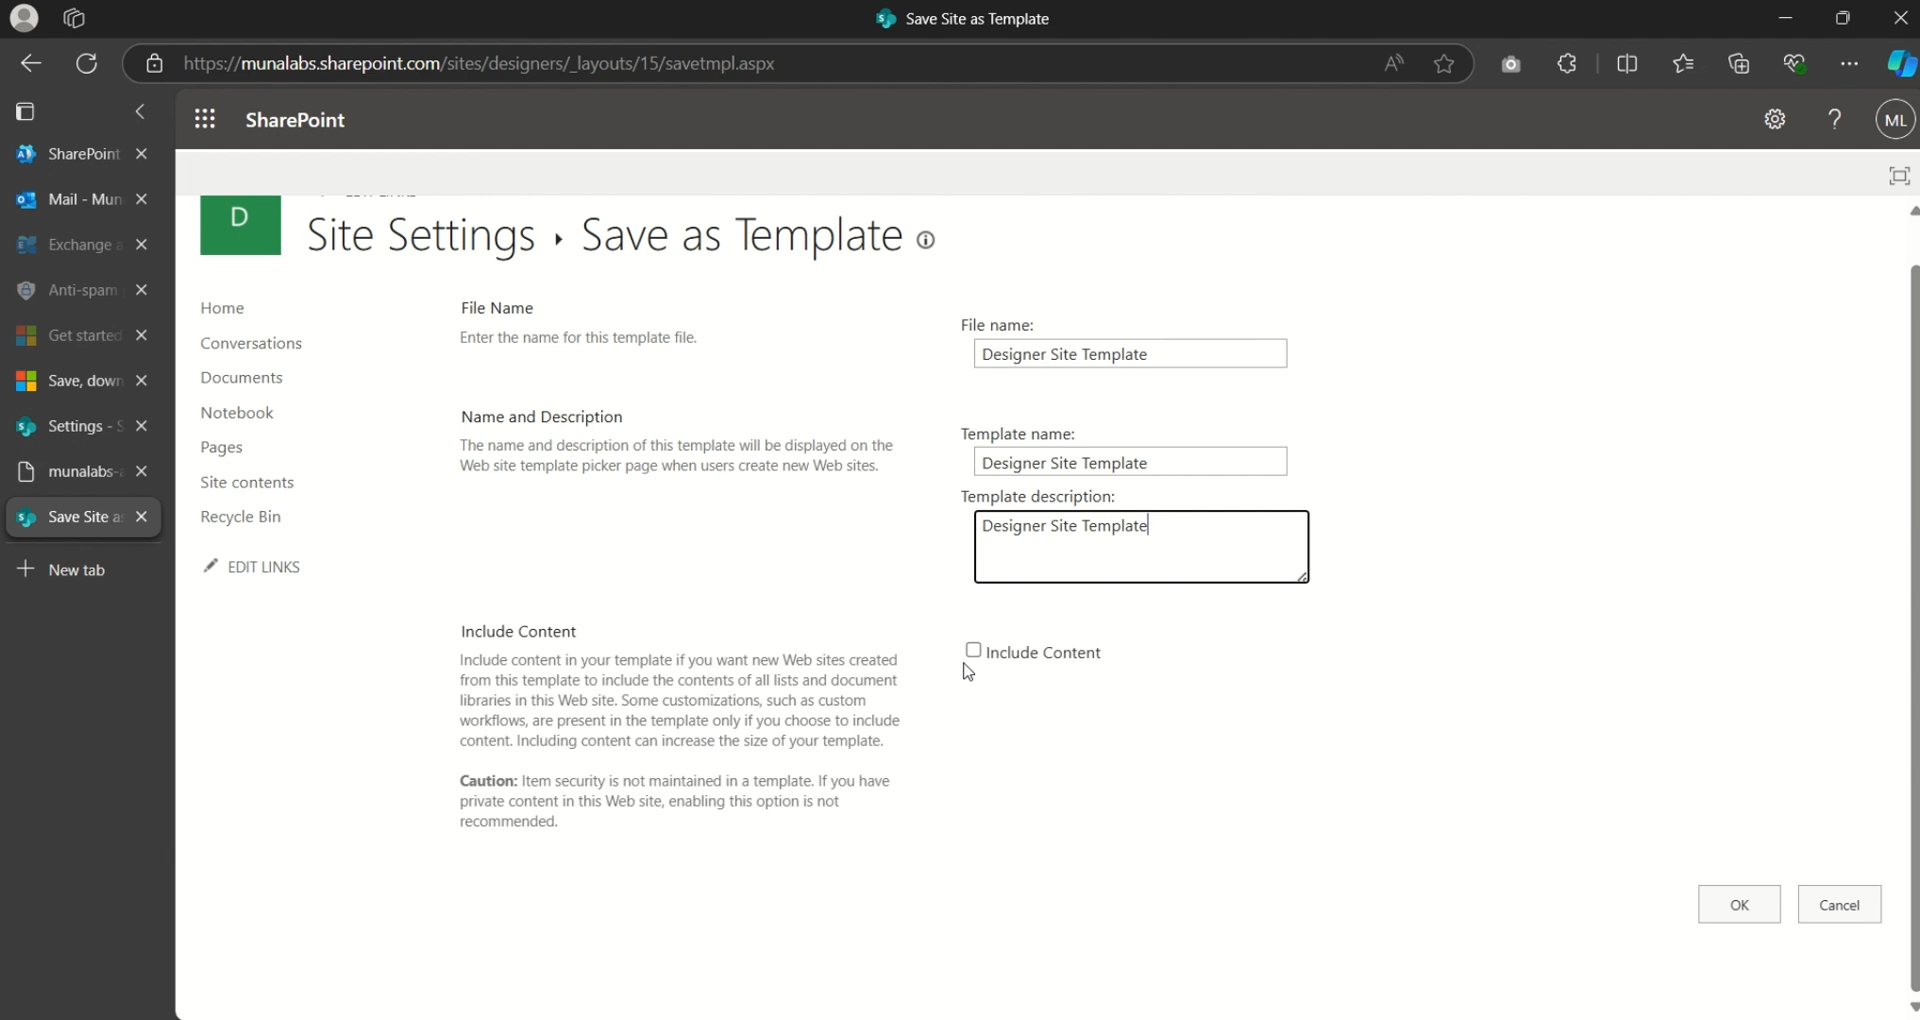 Save Site as Template
https://munalabs.sharepoint.com/sites/designers/_layouts/15/savetmpl.aspx
SharePoint
ML
SharePoint
Mail - Mun
Exchange a
Anti-spam
Get started
Save, down
Settings - S
munalabs-
Save Site as
New tab
D
Site Settings ▸ Save as Template
Home
Conversations
Documents
Notebook
Pages
Site contents
Recycle Bin
EDIT LINKS
File Name
Enter the name for this template file.
File name:
Designer Site Template
Name and Description
The name and description of this template will be displayed on the
Web site template picker page when users create new Web sites.
Template name:
Designer Site Template
Template description:
Designer Site Template
Include Content
Include content in your template if you want new Web sites created
from this template to include the contents of all lists and document
libraries in this Web site. Some customizations, such as custom
workflows, are present in the template only if you choose to include
content. Including content can increase the size of your template.
Caution: Item security is not maintained in a template. If you have
private content in this Web site, enabling this option is not
recommended.
Include Content
OK
Cancel